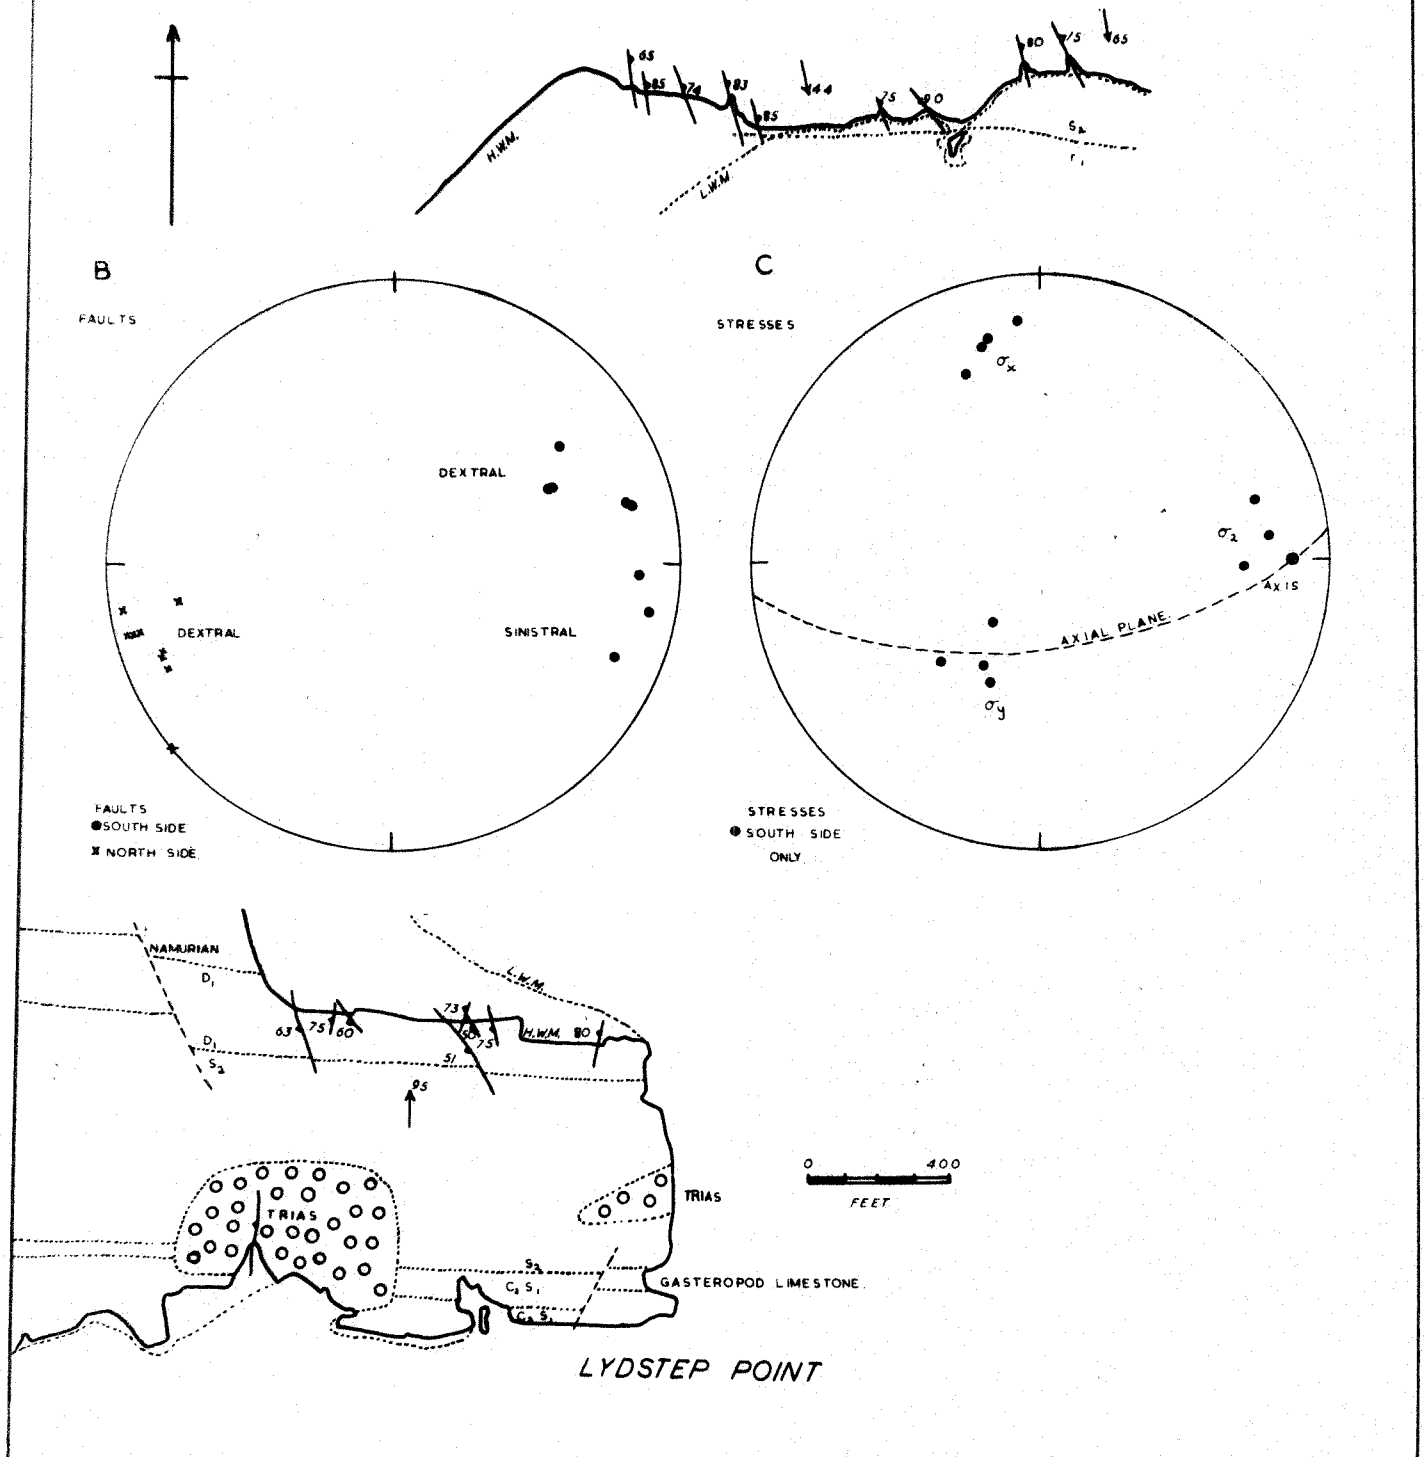 65
85
74
83
85
44
75
90
80
75
65
H.W.M.
L.W.M.
S₂
B
C
FAULTS
STRESSES
σx
DEXTRAL
σz
AXIS
DEXTRAL
SINISTRAL
AXIAL PLANE
σy
FAULTS
SOUTH SIDE
NORTH SIDE
STRESSES
SOUTH SIDE
ONLY
NAMURIAN
D₁
L.W.M.
63
75
60
73
50
75
H.W.M.
80
D₁
S₂
51
95
0 400
FEET
TRIAS
TRIAS
S₂
C₂ S₁
GASTEROPOD LIMESTONE
C₂ S₁
LYDSTEP POINT